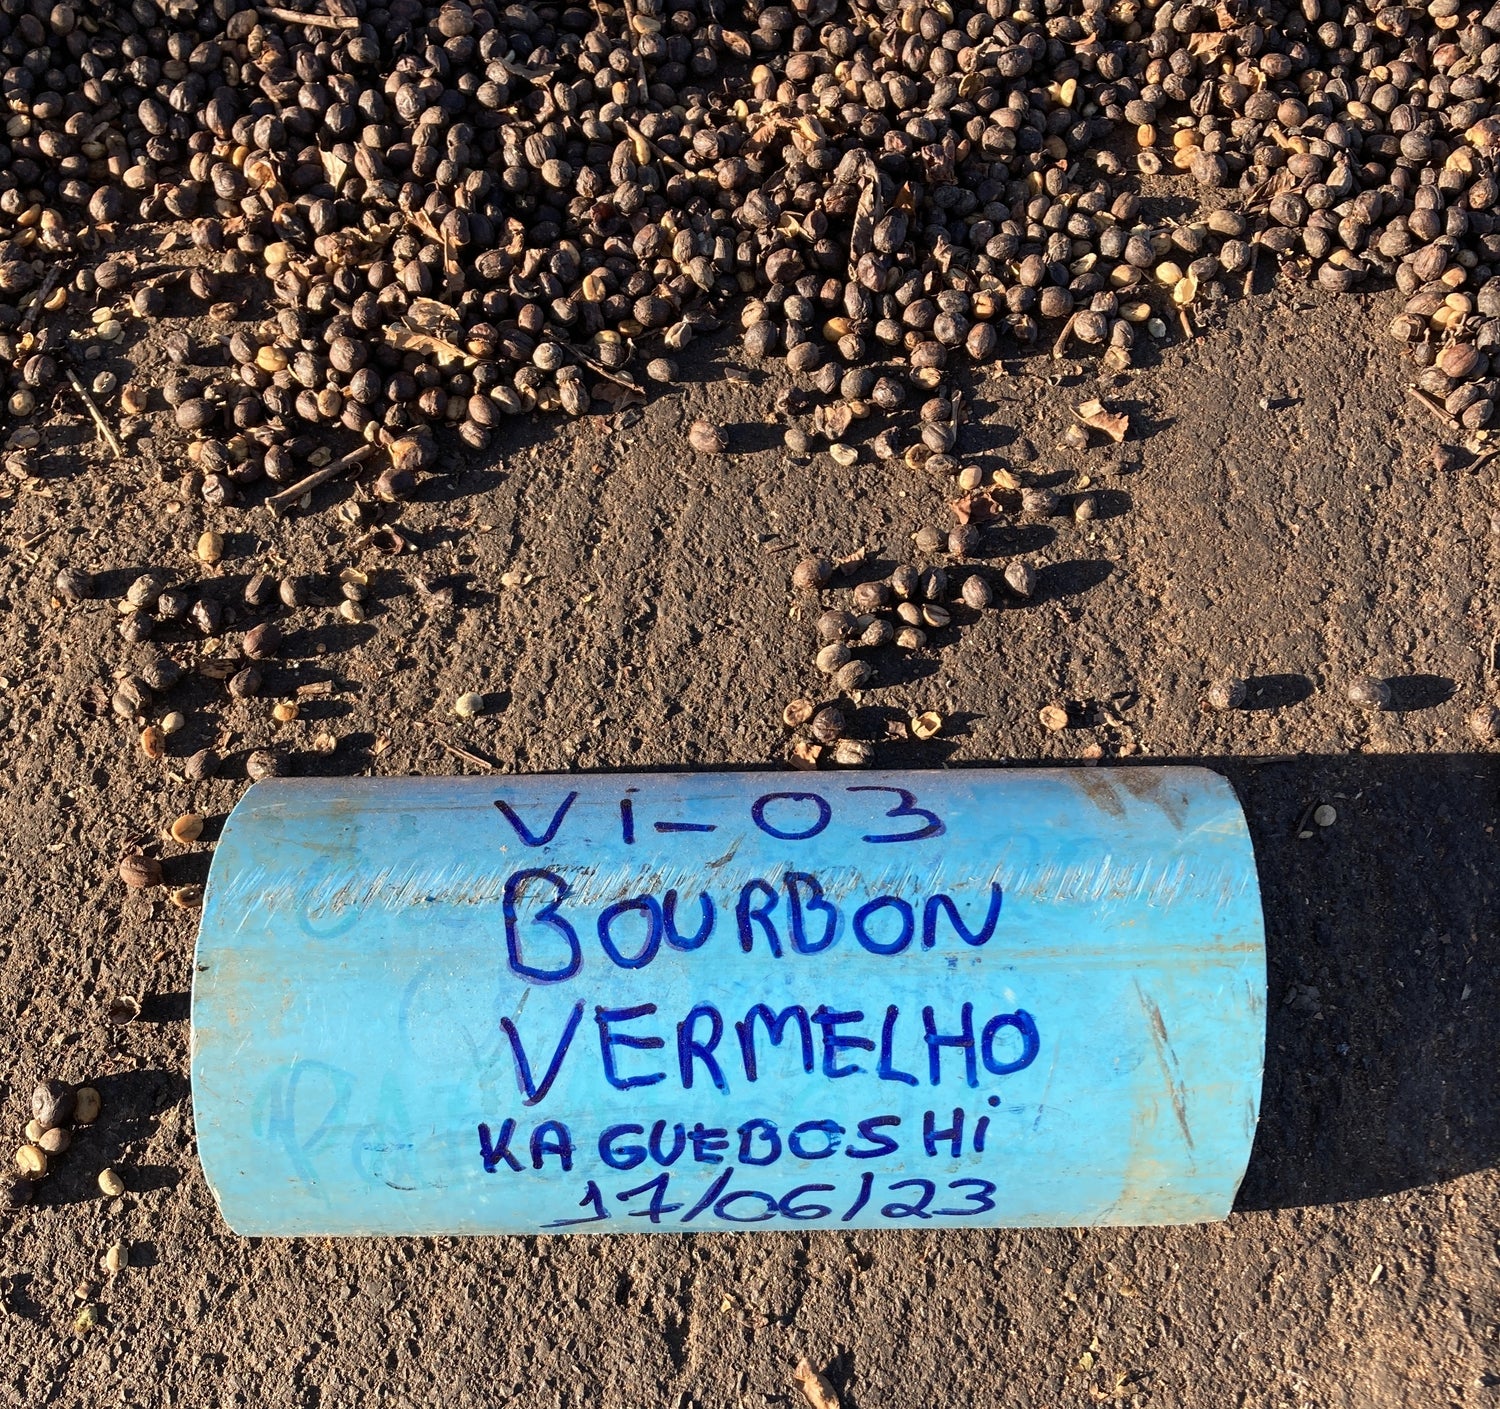 Vi-03
BOURBON
VERMELHO
KAGUEBOSHi
17/06/23